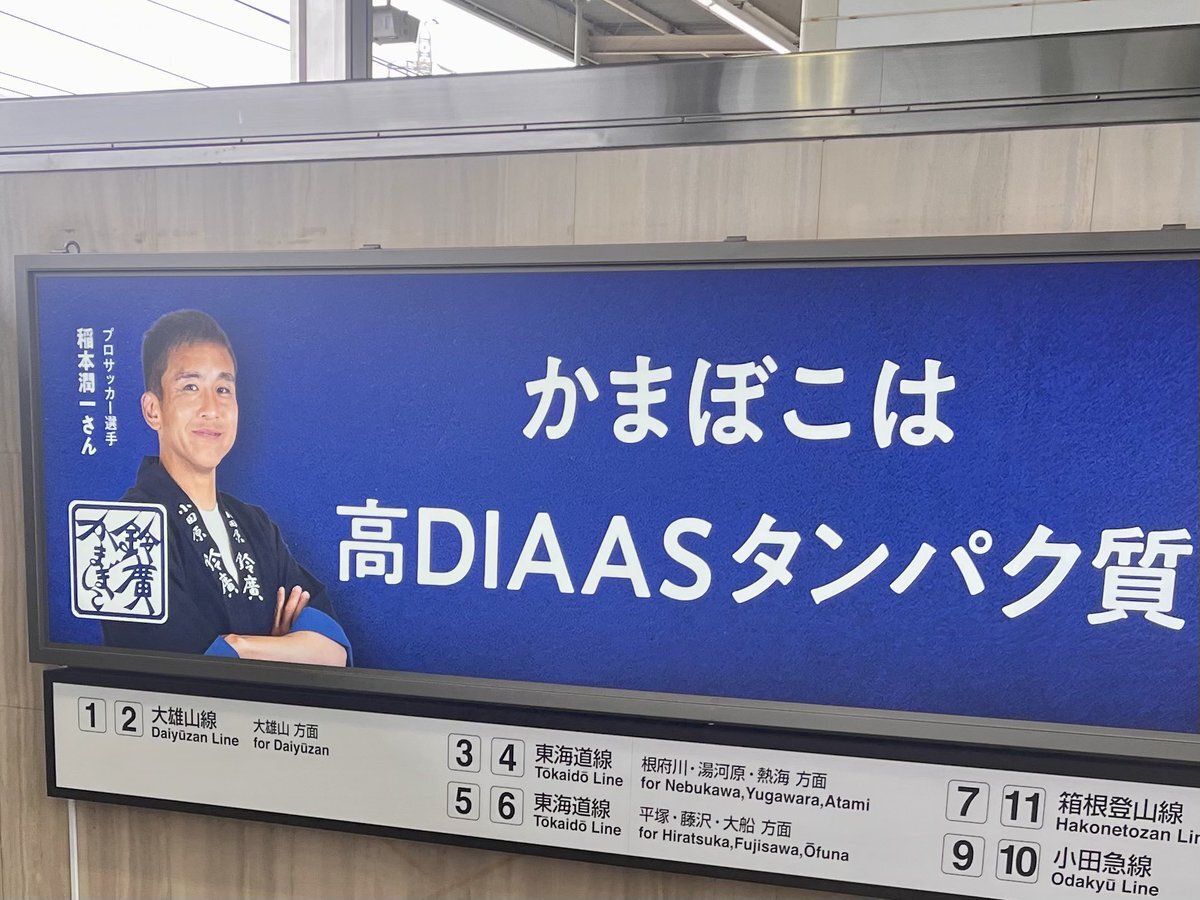 プロサッカー選手
稲本潤一さん
鈴廣
かまぼこ
小田原
鈴廣
鈴廣
かまぼこは
高DIAASタンパク質
1 2 大雄山線 大雄山 方面
Daiyūzan Line for Daiyūzan
3 4 東海道線 根府川・湯河原・熱海 方面
Tōkaidō Line for Nebukawa,Yugawara,Atami
5 6 東海道線 平塚・藤沢・大船 方面
Tōkaidō Line for Hiratsuka,Fujisawa,Ōfuna
7 11 箱根登山線
Hakonetozan Lin
9 10 小田急線
Odakyū Line